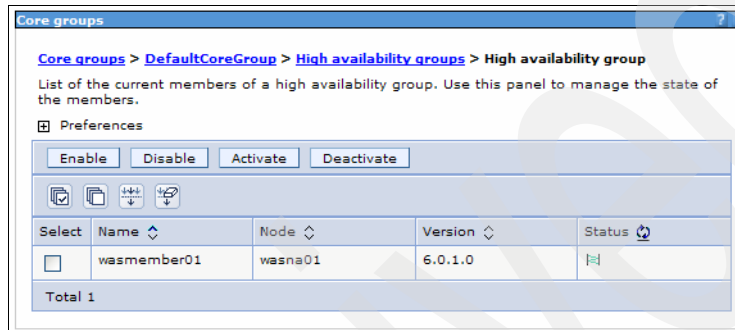 Core groups ?
Core groups > DefaultCoreGroup > High availability groups > High availability group
List of the current members of a high availability group. Use this panel to manage the state of
the members.
Preferences
Enable Disable Activate Deactivate
Select Name Node Version Status
wasmember01 wasna01 6.0.1.0
Total 1